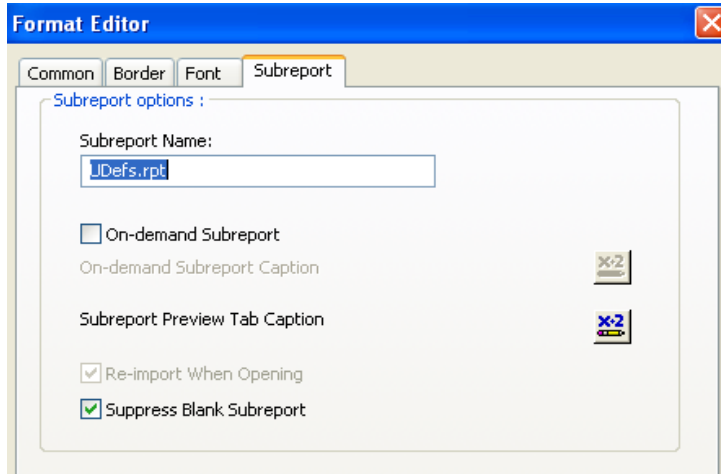 Format Editor
Common Border Font Subreport
Subreport options :
Subreport Name:
UDefs.rpt
On-demand Subreport
On-demand Subreport Caption
x+2
Subreport Preview Tab Caption
x+2
Re-import When Opening
Suppress Blank Subreport